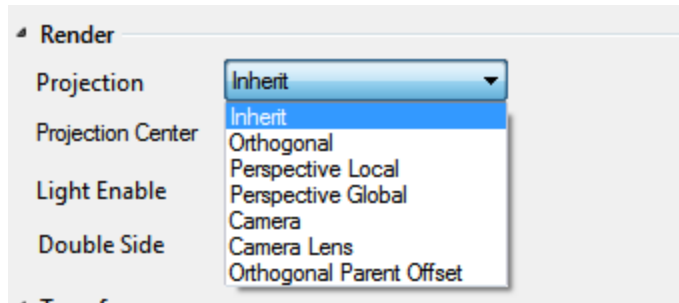 Render
Projection Inherit
Inherit
Projection Center
Orthogonal
Perspective Local
Light Enable
Perspective Global
Camera
Double Side
Camera Lens
Orthogonal Parent Offset